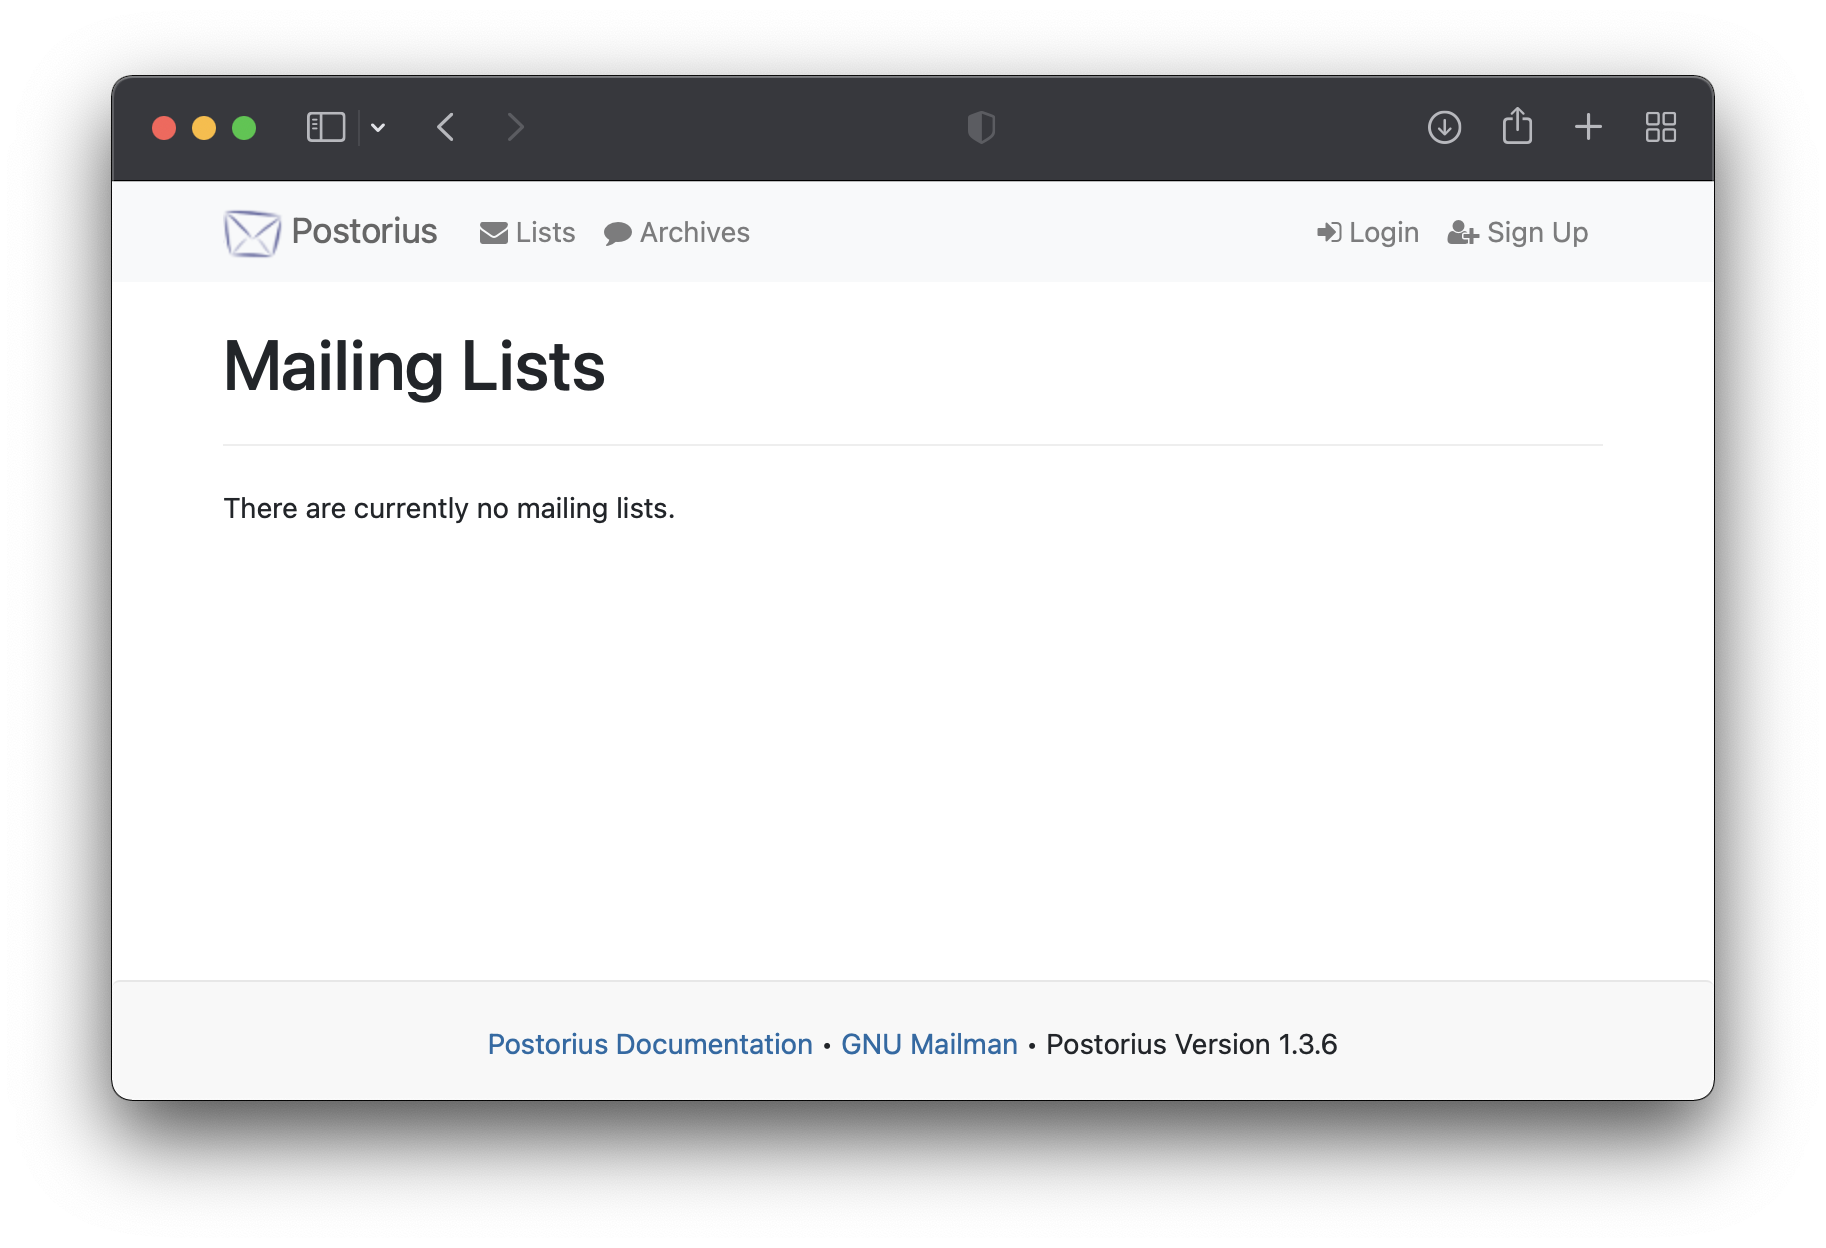 Postorius Lists Archives Login Sign Up
Mailing Lists
There are currently no mailing lists.
Postorius Documentation • GNU Mailman • Postorius Version 1.3.6